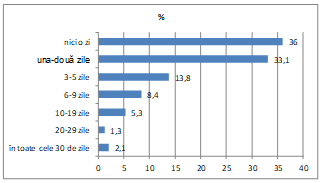 %
nici o zi 36
una-două zile 33,1
3-5 zile 13,8
6-9 zile 8,4
10-19 zile 5,3
20-29 zile 1,3
în toate cele 30 de zile 2,1
0 5 10 15 20 25 30 35 40